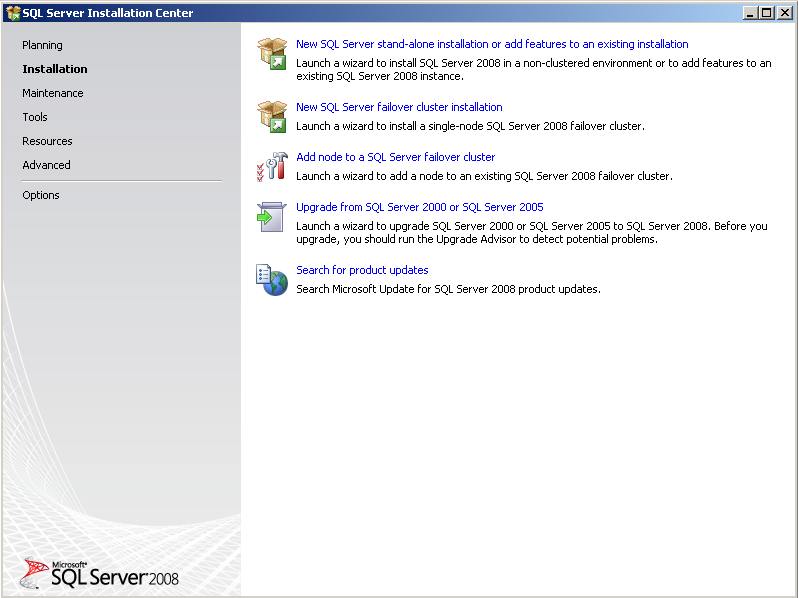 SQL Server Installation Center
Planning
Installation
Maintenance
Tools
Resources
Advanced
Options
New SQL Server stand-alone installation or add features to an existing installation
Launch a wizard to install SQL Server 2008 in a non-clustered environment or to add features to an
existing SQL Server 2008 instance.
New SQL Server failover cluster installation
Launch a wizard to install a single-node SQL Server 2008 failover cluster.
Add node to a SQL Server failover cluster
Launch a wizard to add a node to an existing SQL Server 2008 failover cluster.
Upgrade from SQL Server 2000 or SQL Server 2005
Launch a wizard to upgrade SQL Server 2000 or SQL Server 2005 to SQL Server 2008. Before you
upgrade, you should run the Upgrade Advisor to detect potential problems.
Search for product updates
Search Microsoft Update for SQL Server 2008 product updates.
Microsoft®
SQL Server 2008